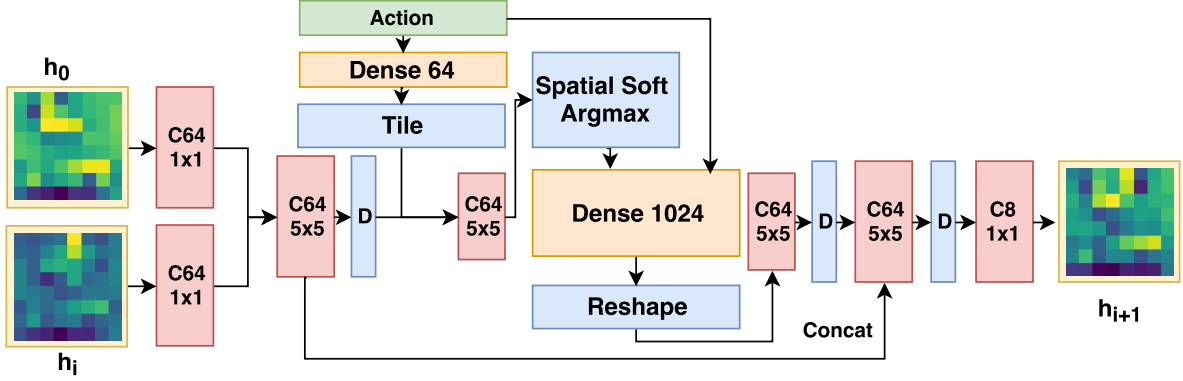 Action
Dense 64
Tile
Spatial Soft
Argmax
h0
C64
1x1
hi
C64
1x1
C64
5x5
D
C64
5x5
Dense 1024
Reshape
C64
5x5
D
C64
5x5
D
C8
1x1
Concat
hi+1